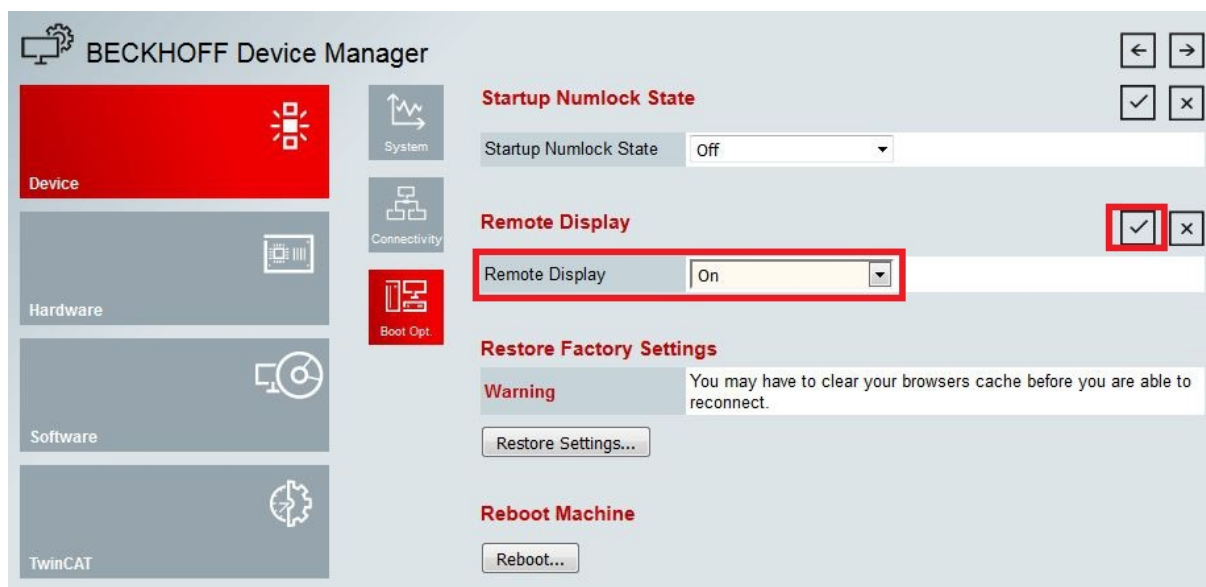 BECKHOFF Device Manager
Device
Hardware
Software
TwinCAT
System
Connectivity
Boot Opt.
Startup Numlock State
Startup Numlock State Off
Remote Display
Remote Display On
Restore Factory Settings
Warning You may have to clear your browsers cache before you are able to
reconnect.
Restore Settings...
Reboot Machine
Reboot...